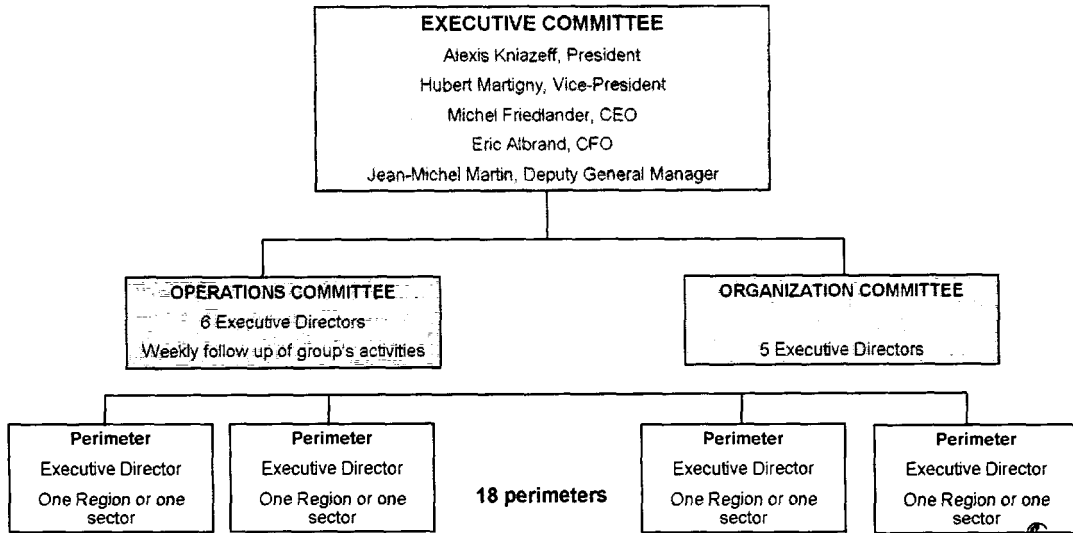 EXECUTIVE COMMITTEE
Alexis Kniazeff, President
Hubert Martigny, Vice-President
Michel Friedlander, CEO
Eric Albrand, CFO
Jean-Michel Martin, Deputy General Manager
OPERATIONS COMMITTEE
6 Executive Directors
Weekly follow up of group's activities
ORGANIZATION COMMITTEE
5 Executive Directors
Perimeter
Executive Director
One Region or one
sector
Perimeter
Executive Director
One Region or one
sector
18 perimeters
Perimeter
Executive Director
One Region or one
sector
Perimeter
Executive Director
One Region or one
sector